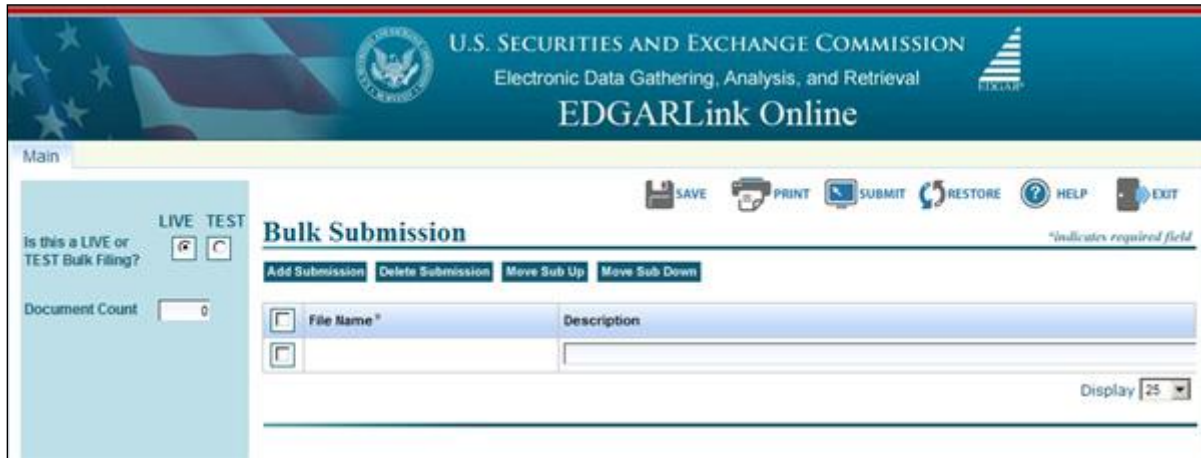 U.S. SECURITIES AND EXCHANGE COMMISSION
Electronic Data Gathering, Analysis, and Retrieval
EDGAR®
EDGARLink Online
Main
SAVE PRINT SUBMIT RESTORE HELP EXIT
LIVE TEST
Is this a LIVE or
TEST Bulk Filing?
Bulk Submission
*indicates required field
Add Submission Delete Submission Move Sub Up Move Sub Down
Document Count 0
File Name* Description
Display 25